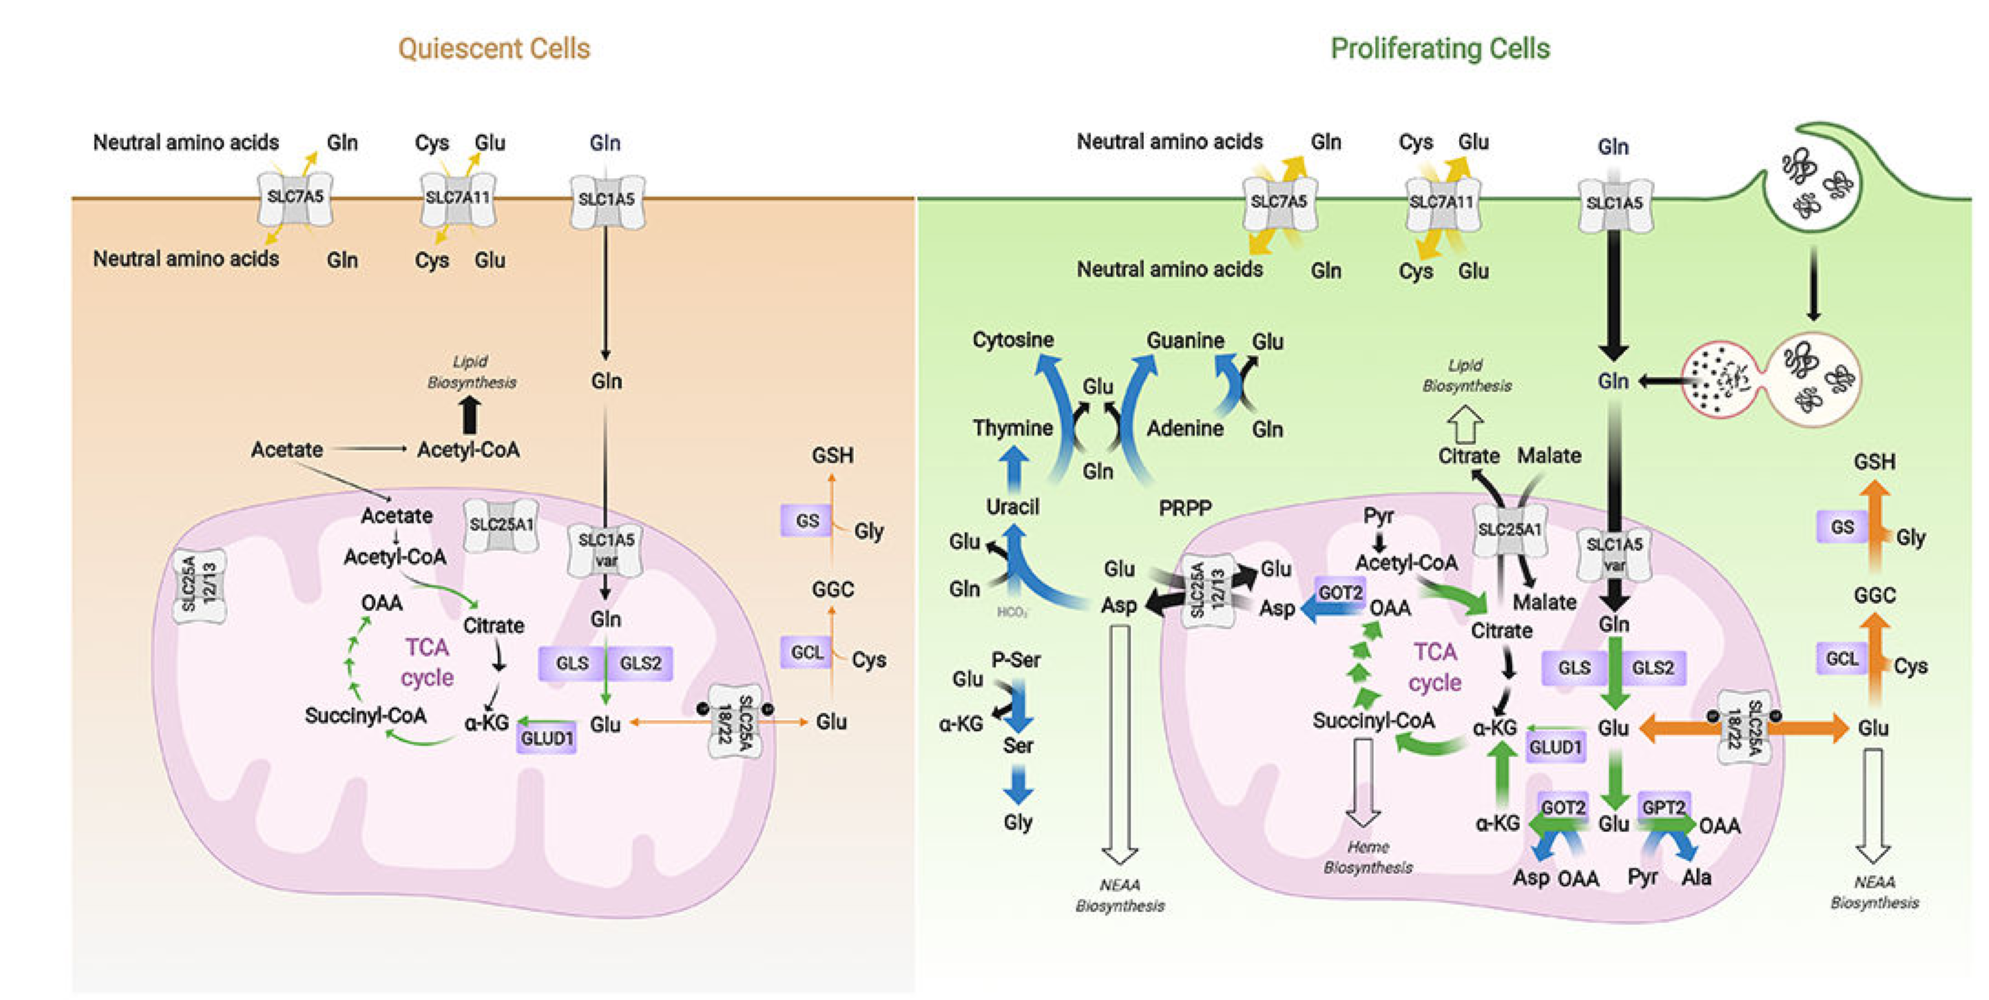 Quiescent Cells
Neutral amino acids Gln Cys Glu Gln
SLC7A5 SLC7A11 SLC1A5
Neutral amino acids Gln Cys Glu
Lipid
Biosynthesis
Gln
Acetate Acetyl-CoA
GSH
Acetate
SLC25A1
GS
Gly
Acetyl-CoA
SLC1A5
var
SLC25A
12/13
GGC
OAA
Citrate
Gln
TCA
cycle
GLS GLS2
GCL
Cys
Succinyl-CoA
α-KG
GLUD1
Glu
SLC25A
18/22
Glu
Proliferating Cells
Neutral amino acids Gln Cys Glu Gln
SLC7A5 SLC7A11 SLC1A5
Neutral amino acids Gln Cys Glu
Cytosine Guanine Glu
Glu
Lipid
Biosynthesis
Gln
Thymine Adenine Gln
Gln
Citrate Malate
GSH
Uracil
PRPP
Pyr
SLC25A1
GS
Gly
Glu
SLC1A5
var
Gln
HCO₃⁻
Glu
Asp
SLC25A
12/13
Glu
Asp
Acetyl-CoA
GOT2
OAA
Malate
Citrate
Gln
GGC
P-Ser
Glu
α-KG
Ser
Gly
TCA
cycle
GLS GLS2
GCL
Cys
Succinyl-CoA
α-KG
GLUD1
Glu
SLC25A
18/22
Glu
GOT2 GPT2
α-KG Glu OAA
Asp OAA Pyr Ala
Heme
Biosynthesis
NEAA
Biosynthesis
NEAA
Biosynthesis